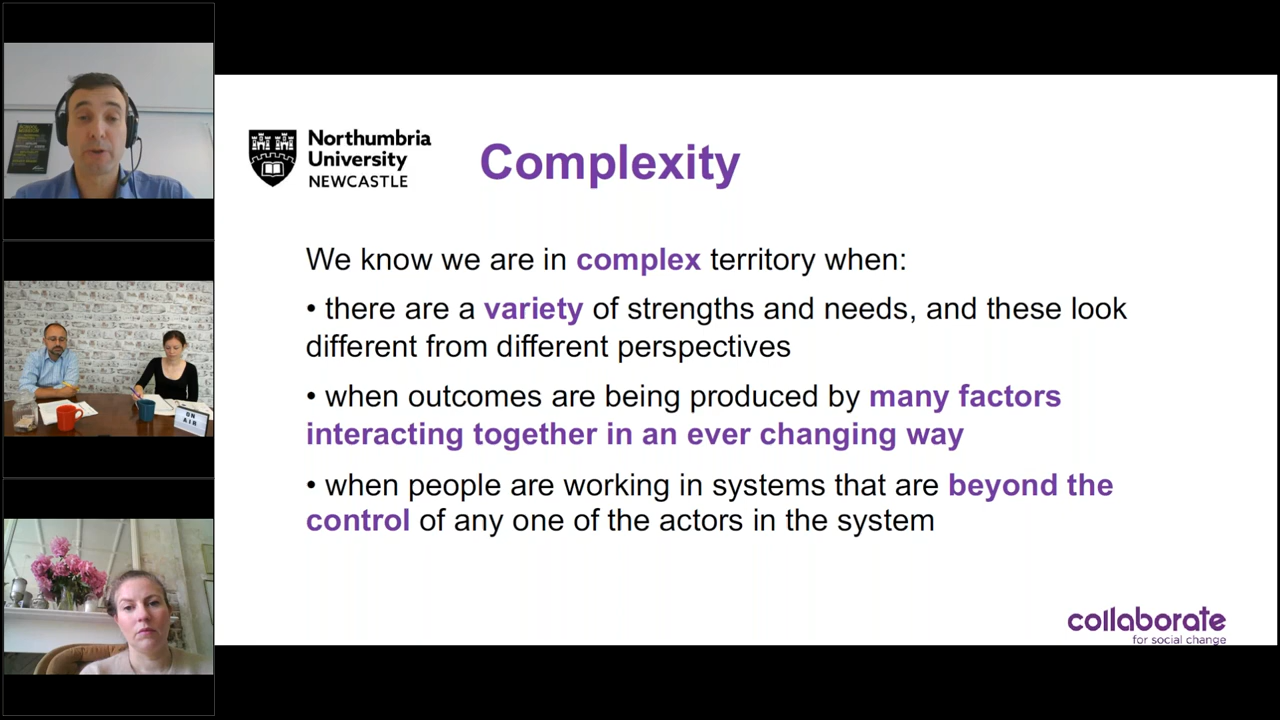 Northumbria
University
NEWCASTLE
Complexity
We know we are in complex territory when:
• there are a variety of strengths and needs, and these look
different from different perspectives
• when outcomes are being produced by many factors
interacting together in an ever changing way
• when people are working in systems that are beyond the
control of any one of the actors in the system
ON
AIR
collaborate
for social change